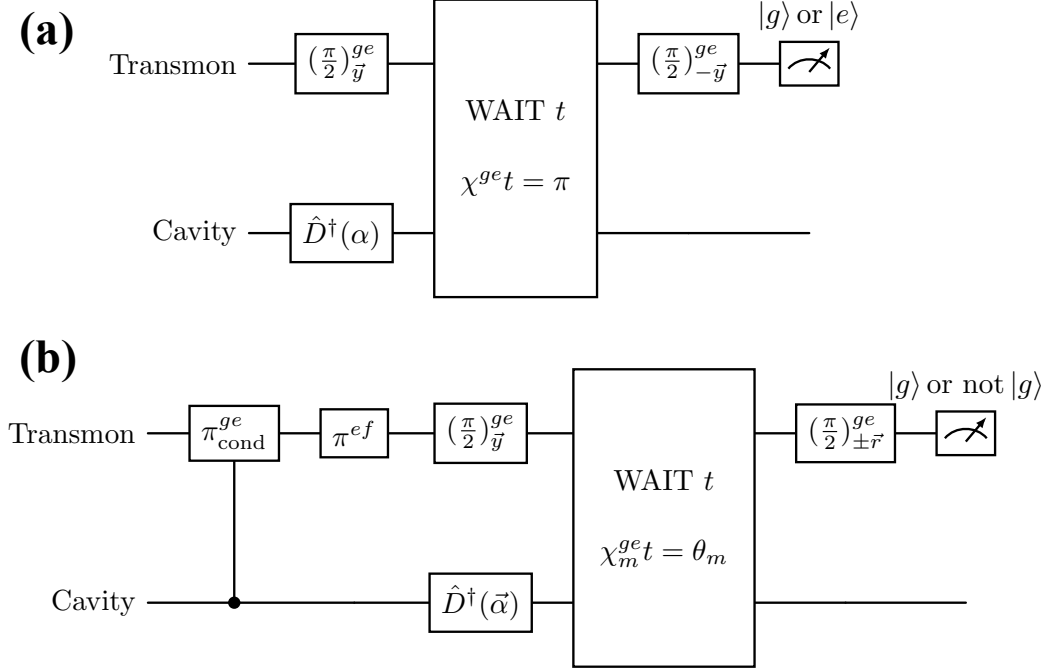 (a)
|g⟩ or |e⟩
Transmon
(π/2)^{ge}_{\vec{y}}
WAIT t
χ^{ge}t = π
(π/2)^{ge}_{-\vec{y}}
Cavity
D̂†(α)
(b)
|g⟩ or not |g⟩
Transmon
π^{ge}_{cond}
π^{ef}
(π/2)^{ge}_{\vec{y}}
WAIT t
χ^{ge}_m t = θ_m
(π/2)^{ge}_{±\vec{r}}
Cavity
D̂†(\vec{α})